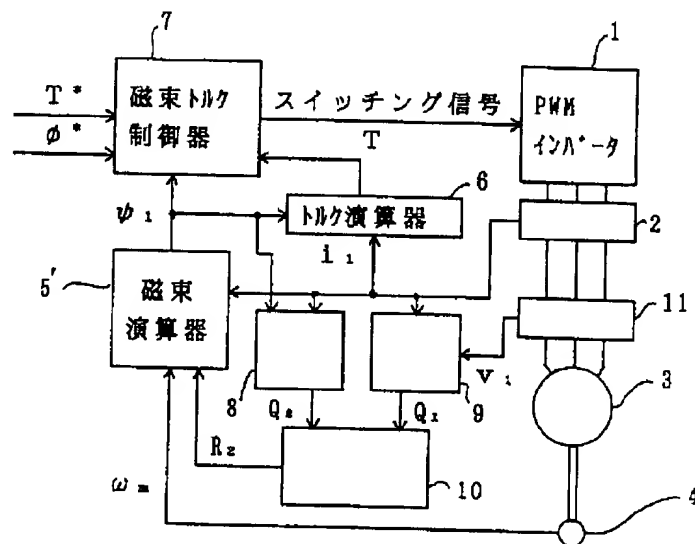 7
1
T*
φ*
磁束トルク
制御器
スイッチング信号
T
PWM
インバータ
6
トルク演算器
2
ψ₁
i₁
5'
磁束
演算器
11
8
9
v₁
3
Q₂
Q₁
R₂
10
ωm
4